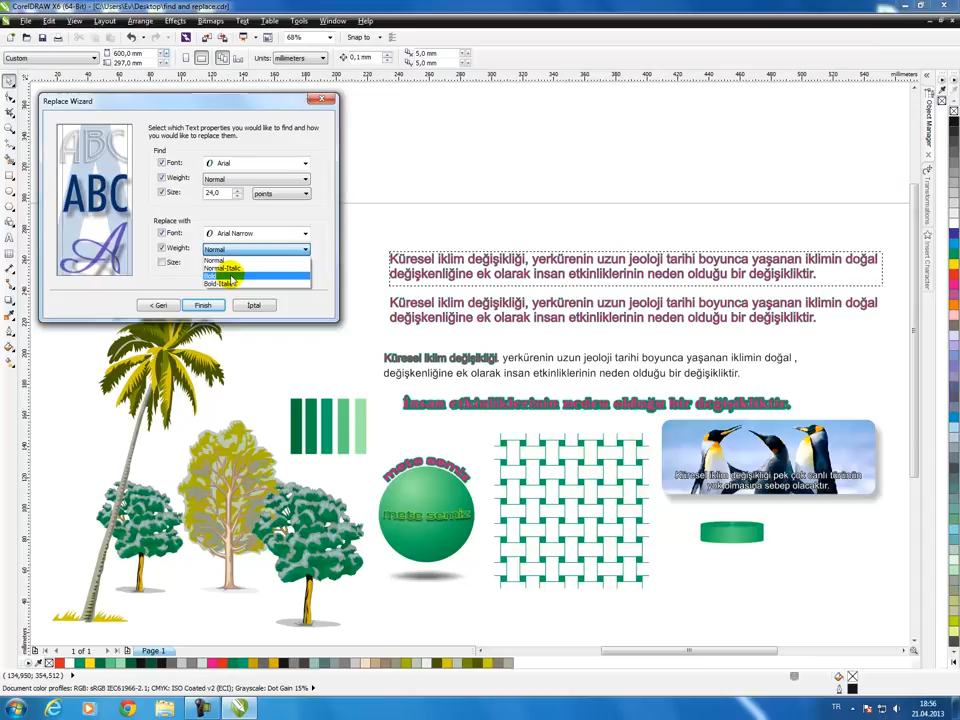 CorelDRAW X6 (64-Bit) - [C:\Users\Ev\Desktop\find and replace.cdr]
File Edit View Layout Arrange Effects Bitmaps Text Table Tools Window Help
68% Snap to
Custom 600,0 mm 297,0 mm Units: millimeters 0,1 mm 5,0 mm 5,0 mm
millimeters
Replace Wizard
Select which Text properties you would like to find and how
you would like to replace them.
Find
Font: Arial
Weight: Normal
Size: 24,0 points
Replace with
Font: Arial Narrow
Weight: Normal
Size:
Normal
Normal-Italic
Bold
Bold-Italic
< Geri Finish İptal
ABC
ABC
A
Object Manager
Transformations
Insert Character
Küresel iklim değişikliği, yerkürenin uzun jeoloji tarihi boyunca yaşanan iklimin doğal
değişkenliğine ek olarak insan etkinliklerinin neden olduğu bir değişikliktir.
Küresel iklim değişikliği, yerkürenin uzun jeoloji tarihi boyunca yaşanan iklimin doğal
değişkenliğine ek olarak insan etkinliklerinin neden olduğu bir değişikliktir.
Küresel iklim değişikliği, yerkürenin uzun jeoloji tarihi boyunca yaşanan iklimin doğal ,
değişkenliğine ek olarak insan etkinliklerinin neden olduğu bir değişikliktir.
İnsan etkinliklerinin neden olduğu bir değişikliktir.
mete semiz
mete semiz
Küresel iklim değişikliği pek çok canlı türünün
yok olmasına sebep olacaktır.
1 of 1 Page 1
(134,950; 354,512)
Document color profiles: RGB: sRGB IEC61966-2.1; CMYK: ISO Coated v2 (ECI); Grayscale: Dot Gain 15%
TR 18:56
21.04.2013